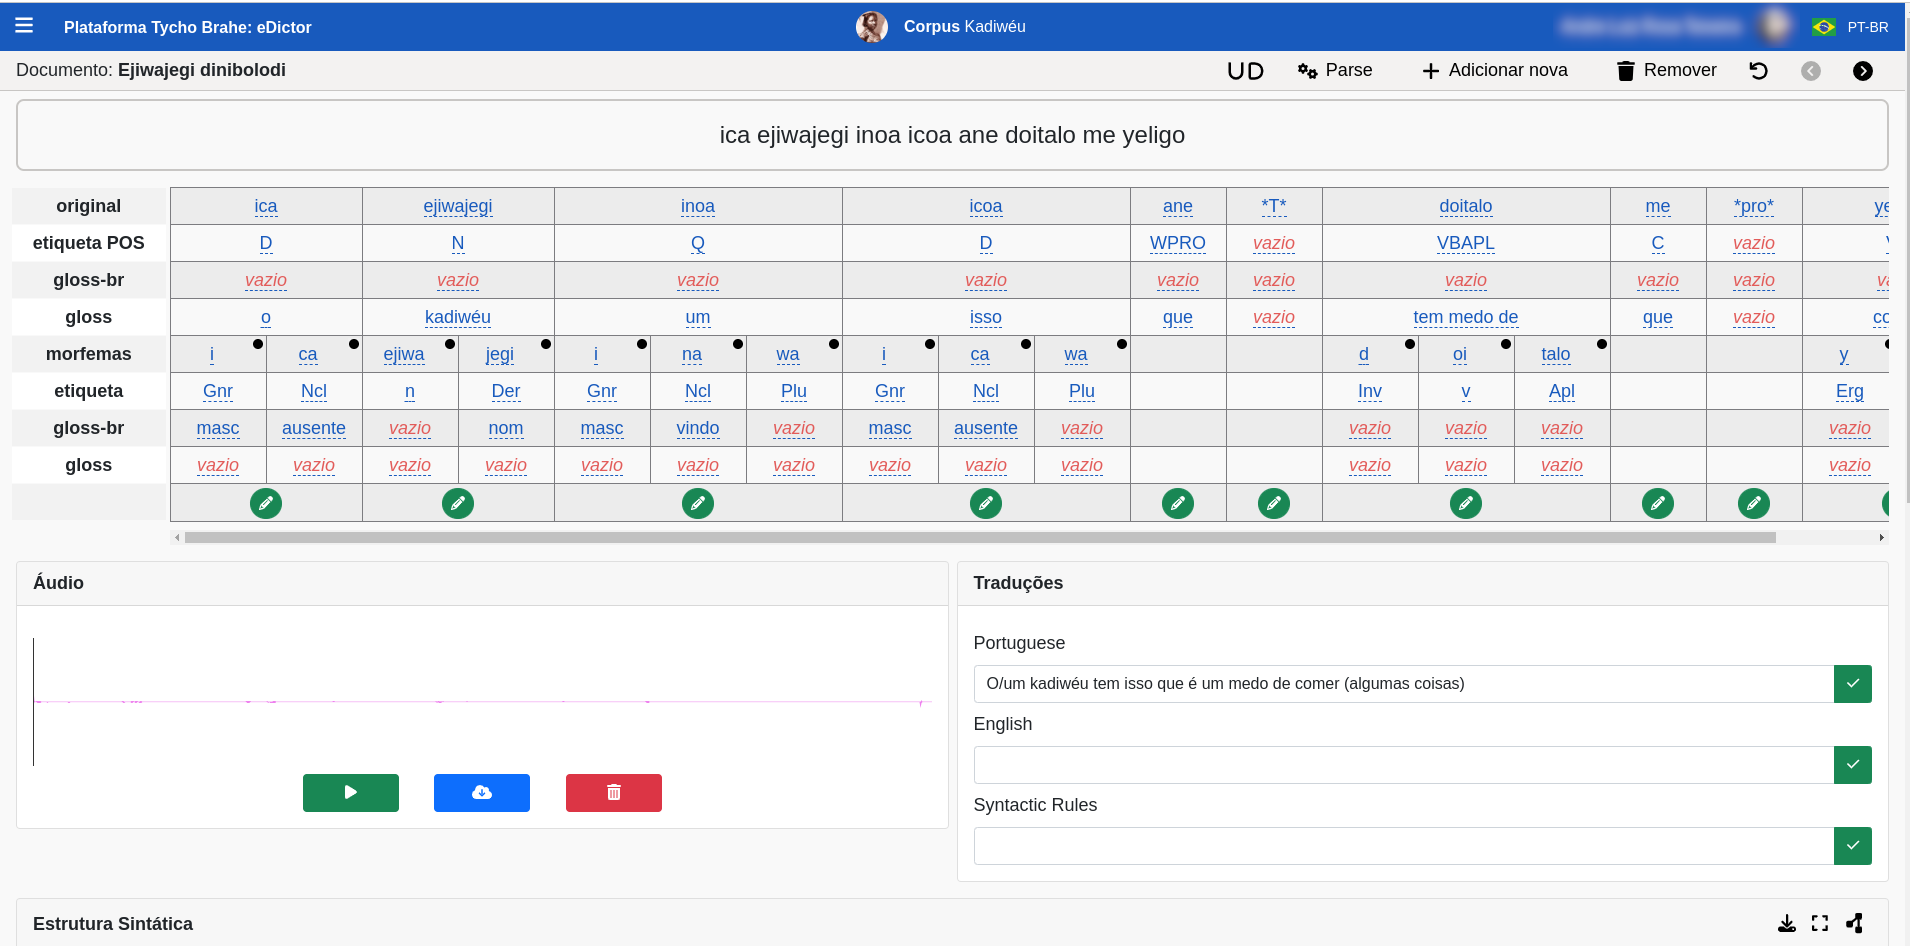 Plataforma Tycho Brahe: eDictor
Corpus Kadiwéu
PT-BR
Documento: Ejiwajegi dinibolodi
UD Parse Adicionar nova Remover
ica ejiwajegi inoa icoa ane doitalo me yeligo
original ica ejiwajegi inoa icoa ane *T* doitalo me *pro* ye
etiqueta POS D N Q D WPRO vazio VBAPL C vazio
gloss-br vazio vazio vazio vazio vazio vazio vazio vazio vazio va
gloss o kadiwéu um isso que vazio tem medo de que vazio co
morfemas i ca ejiwa jegi i na wa i ca wa d oi talo y
etiqueta Gnr Ncl n Der Gnr Ncl Plu Gnr Ncl Plu Inv v Apl Erg
gloss-br masc ausente vazio nom masc vindo vazio masc ausente vazio vazio vazio vazio vazio
gloss vazio vazio vazio vazio vazio vazio vazio vazio vazio vazio vazio vazio vazio vazio
Áudio
Traduções
Portuguese
O/um kadiwéu tem isso que é um medo de comer (algumas coisas)
English
Syntactic Rules
Estrutura Sintática